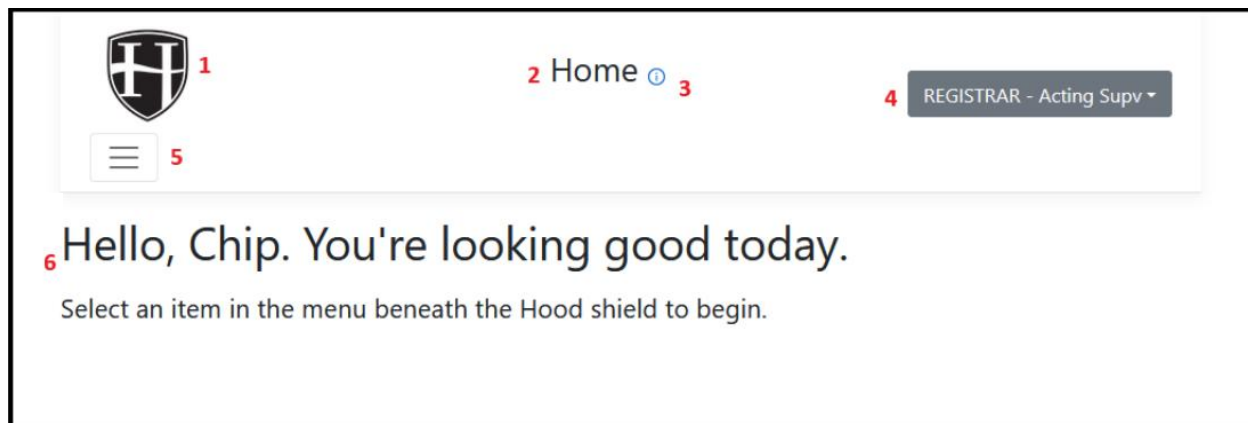 H 1
2 Home 3
4 REGISTRAR - Acting Supv
5
6 Hello, Chip. You're looking good today.
Select an item in the menu beneath the Hood shield to begin.